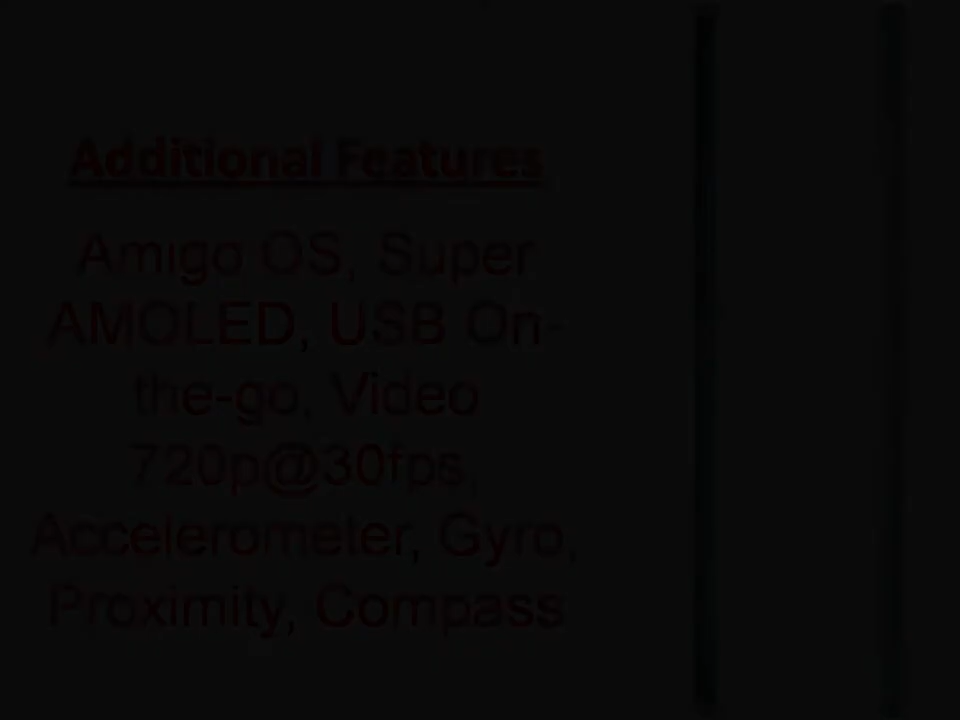 Additional Features
Amigo OS, Super
AMOLED, USB On-
the-go, Video
720p@30fps,
Accelerometer, Gyro,
Proximity, Compass